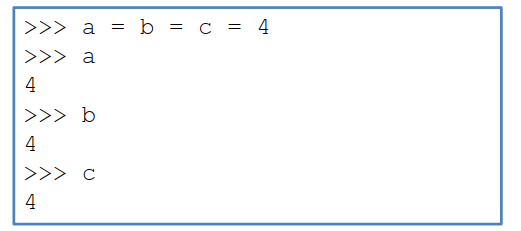 >>> a = b = c = 4
>>> a
4
>>> b
4
>>> c
4